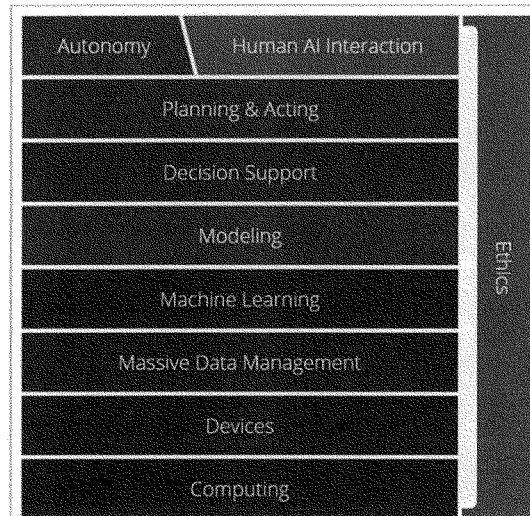 Autonomy
Human AI Interaction
Planning & Acting
Decision Support
Modeling
Machine Learning
Massive Data Management
Devices
Computing
Ethics